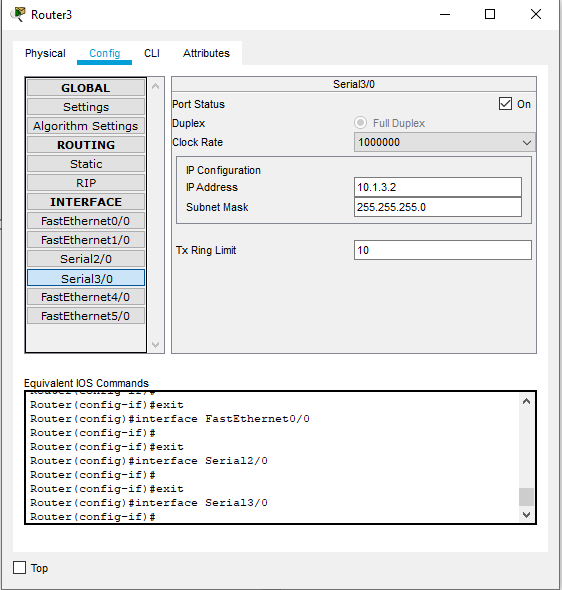 Router3
Physical Config CLI Attributes
GLOBAL
Settings
Algorithm Settings
ROUTING
Static
RIP
INTERFACE
FastEthernet0/0
FastEthernet1/0
Serial2/0
Serial3/0
FastEthernet4/0
FastEthernet5/0
Serial3/0
Port Status On
Duplex Full Duplex
Clock Rate 1000000
IP Configuration
IP Address 10.1.3.2
Subnet Mask 255.255.255.0
Tx Ring Limit 10
Equivalent IOS Commands
Router(config-if)#
Router(config-if)#exit
Router(config)#interface FastEthernet0/0
Router(config-if)#
Router(config-if)#exit
Router(config)#interface Serial2/0
Router(config-if)#
Router(config-if)#exit
Router(config)#interface Serial3/0
Router(config-if)#
Top